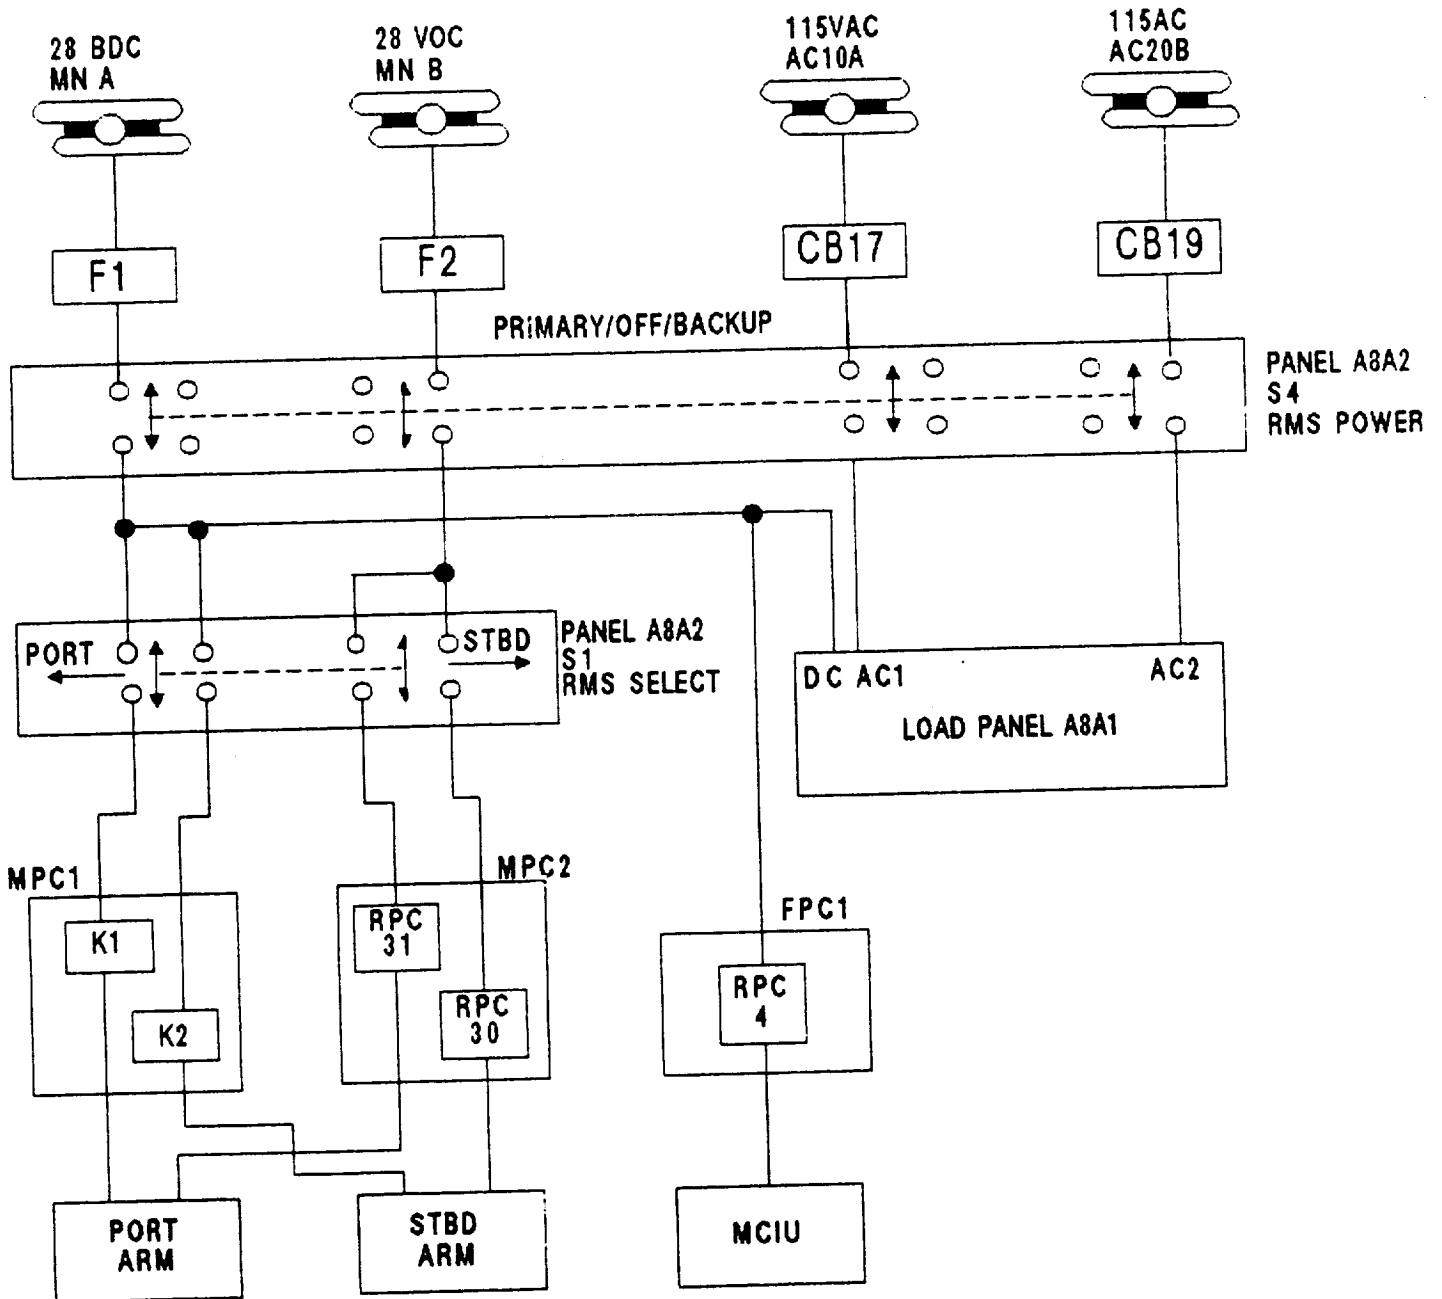 28 BDC
MN A
28 VOC
MN B
115VAC
AC10A
115AC
AC20B
F1
F2
CB17
CB19
PRIMARY/OFF/BACKUP
PANEL A8A2
S4
RMS POWER
PORT
STBD
PANEL A8A2
S1
RMS SELECT
DC AC1
AC2
LOAD PANEL A8A1
MPC1
K1
K2
MPC2
RPC
31
RPC
30
FPC1
RPC
4
PORT
ARM
STBD
ARM
MCIU